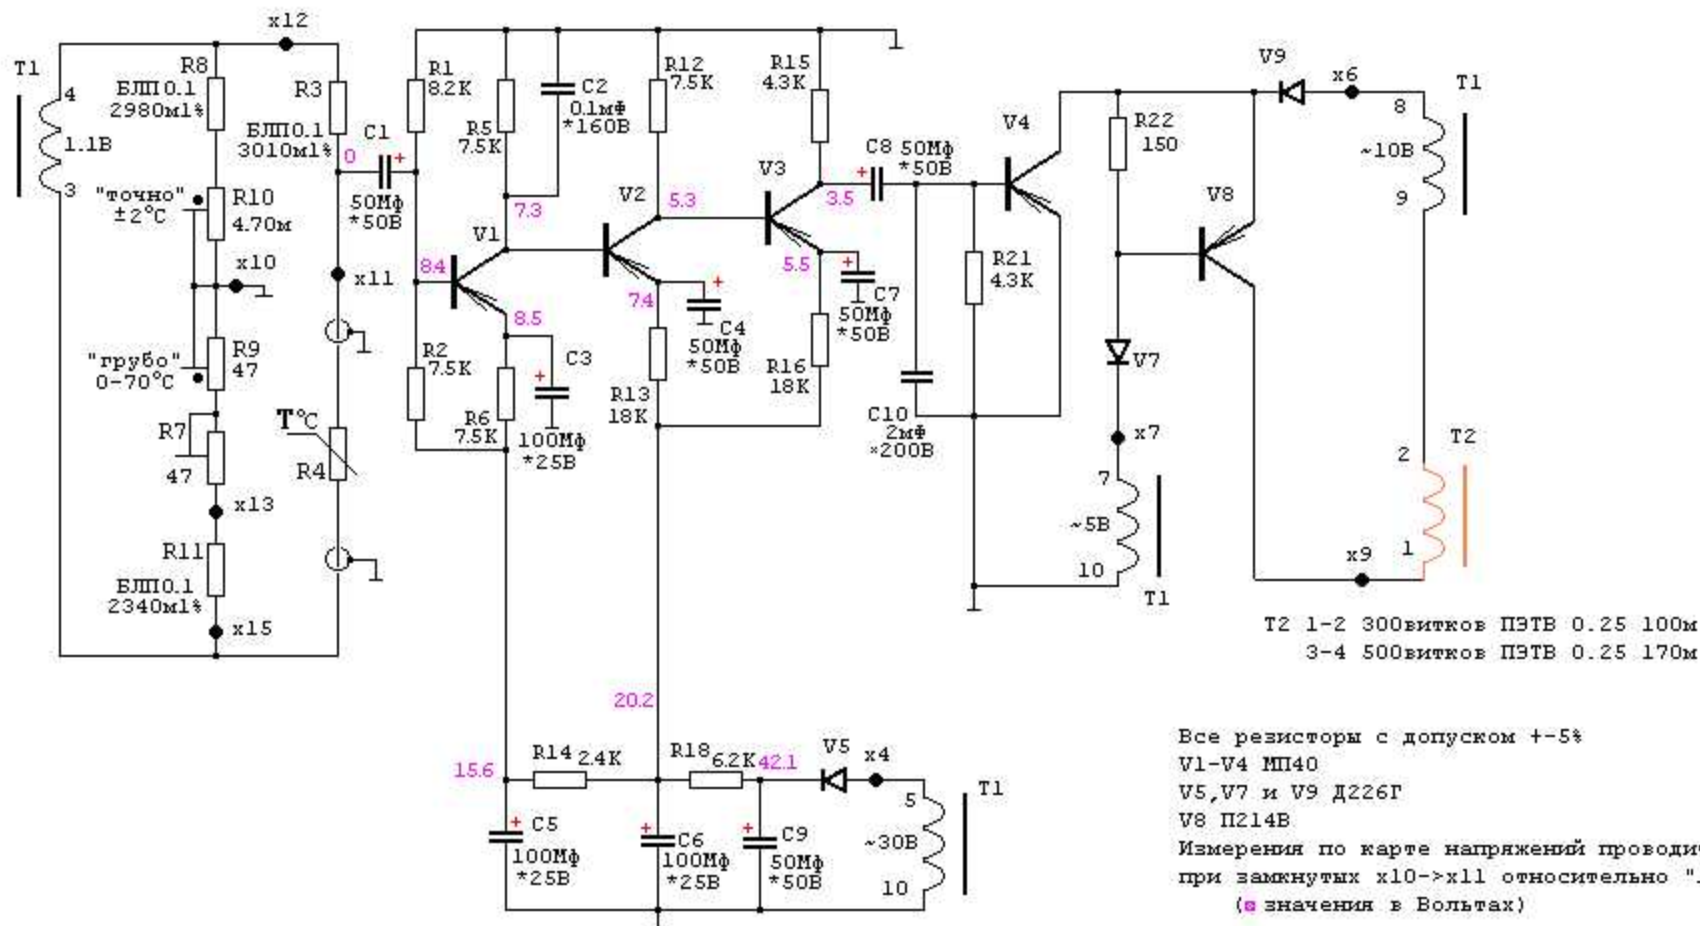 x12
T1
4
1.1В
3
R8
БЛП0.1
2980м1%
R3
БЛП0.1
3010м1%
"точно"
±2°C
R10
4.70м
x10
"грубо"
0-70°C
R9
47
R7
47
x13
R11
БЛП0.1
2340м1%
x15
0
C1
+
50Мф
*50В
x11
T°C
R4
R1
8.2K
R5
7.5K
C2
0.1мф
*160В
7.3
V1
8.4
8.5
R2
7.5K
R6
7.5K
C3
+
100Мф
*25В
R12
7.5K
V2
5.3
7.4
+
C4
50Мф
*50В
R13
18K
R15
4.3K
V3
3.5
5.5
+
C7
50Мф
*50В
R16
18K
C8
50Мф
*50В
+
V4
R21
4.3K
C10
2мф
*200В
R22
150
V7
x7
7
~5В
10
T1
V8
V9
x6
T1
8
~10В
9
T2
2
1
x9
T2 1-2 300витков ПЭТВ 0.25 100м
3-4 500витков ПЭТВ 0.25 170м
20.2
15.6
R14
2.4K
R18
6.2K
42.1
V5
x4
T1
5
~30В
10
+
C5
100Мф
*25В
+
C6
100Мф
*25В
+
C9
50Мф
*50В
Все резисторы с допуском +-5%
V1-V4 МП40
V5,V7 и V9 Д226Г
V8 П214В
Измерения по карте напряжений проводит
при замкнутых x10->x11 относительно
значения в Вольтах)